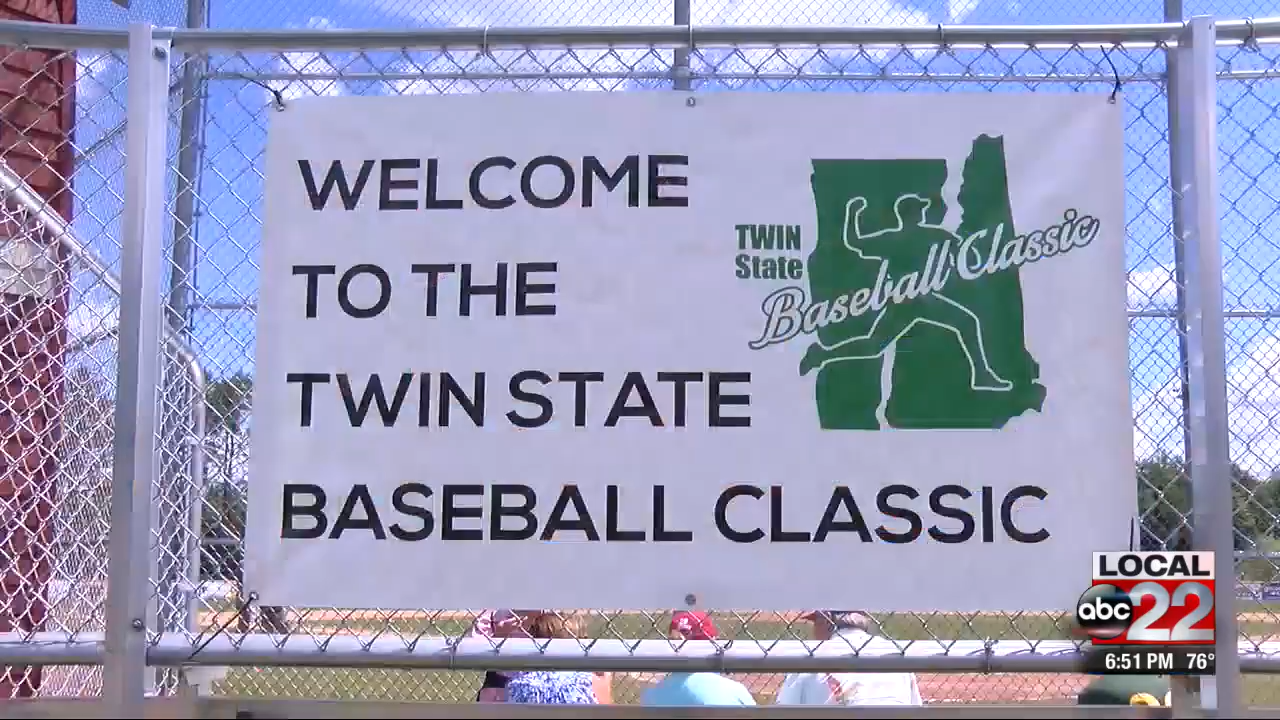 WELCOME
TO THE
TWIN STATE
BASEBALL CLASSIC
TWIN
State
Baseball Classic
LOCAL
abc 22
6:51 PM 76°